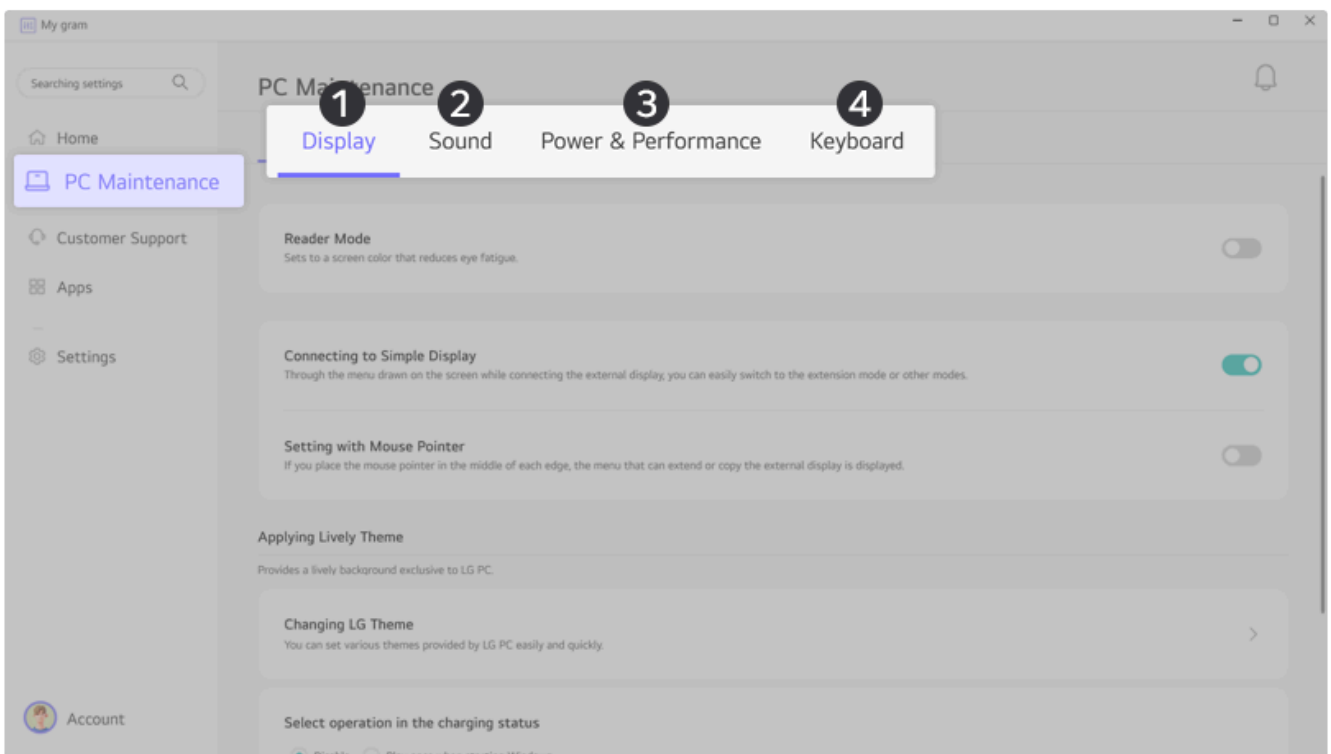 My gram
Searching settings
PC Maintenance
1 2 3 4
Display Sound Power & Performance Keyboard
Home
PC Maintenance
Customer Support
Apps
Settings
Reader Mode
Sets to a screen color that reduces eye fatigue.
Connecting to Simple Display
Through the menu drawn on the screen while connecting the external display, you can easily switch to the extension mode or other modes.
Setting with Mouse Pointer
If you place the mouse pointer in the middle of each edge, the menu that can extend or copy the external display is displayed.
Applying Lively Theme
Provides a lively background exclusive to LG PC.
Changing LG Theme
You can set various themes provided by LG PC easily and quickly.
Select operation in the charging status
Account